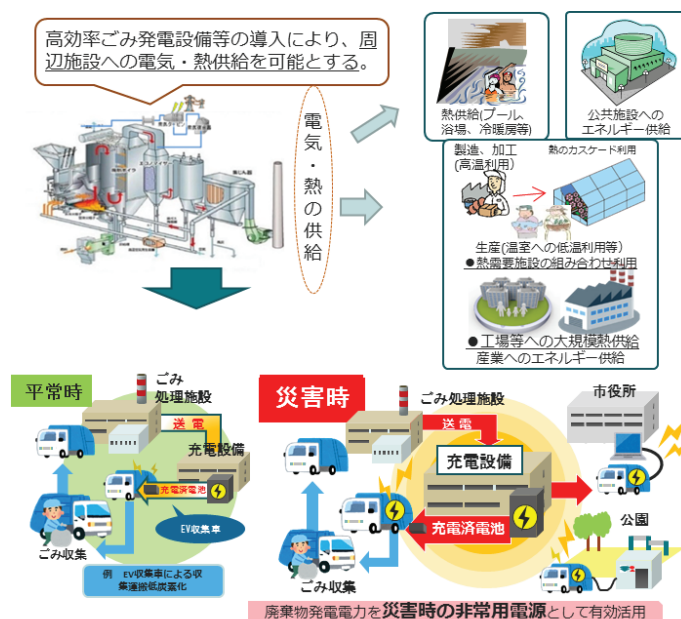 高効率ごみ発電設備等の導入により、周
辺施設への電気・熱供給を可能とする。
電気・熱の供給
熱供給(プール、
浴場、冷暖房等)
公共施設への
エネルギー供給
製造、加工
(高温利用)
熱のカスケード利用
生産(温室への低温利用等)
●熱需要施設の組み合わせ利用
●工場等への大規模熱供給
産業へのエネルギー供給
平常時
ごみ
処理施設
送電
充電設備
充電済電池
EV収集車
ごみ収集
例 EV収集車による収
集運搬低炭素化
災害時
ごみ処理施設
送電
充電設備
充電済電池
ごみ収集
市役所
公園
廃棄物発電電力を災害時の非常用電源として有効活用